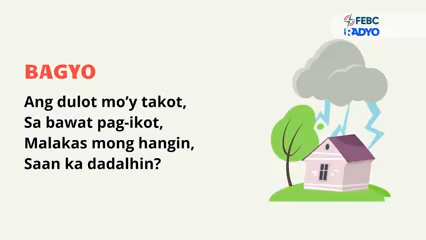 FEBC
RADYO
BAGYO
Ang dulot mo’y takot,
Sa bawat pag-ikot,
Malakas mong hangin,
Saan ka dadalhin?